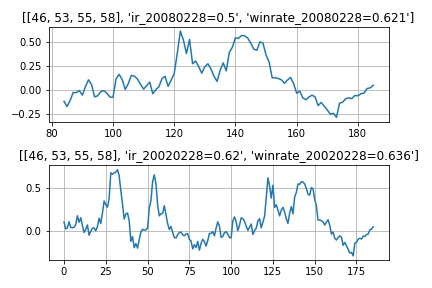 [[46, 53, 55, 58], 'ir_20080228=0.5', 'winrate_20080228=0.621']
0.50
0.25
0.00
−0.25
80 100 120 140 160 180
[[46, 53, 55, 58], 'ir_20020228=0.62', 'winrate_20020228=0.636']
0.5
0.0
0 25 50 75 100 125 150 175